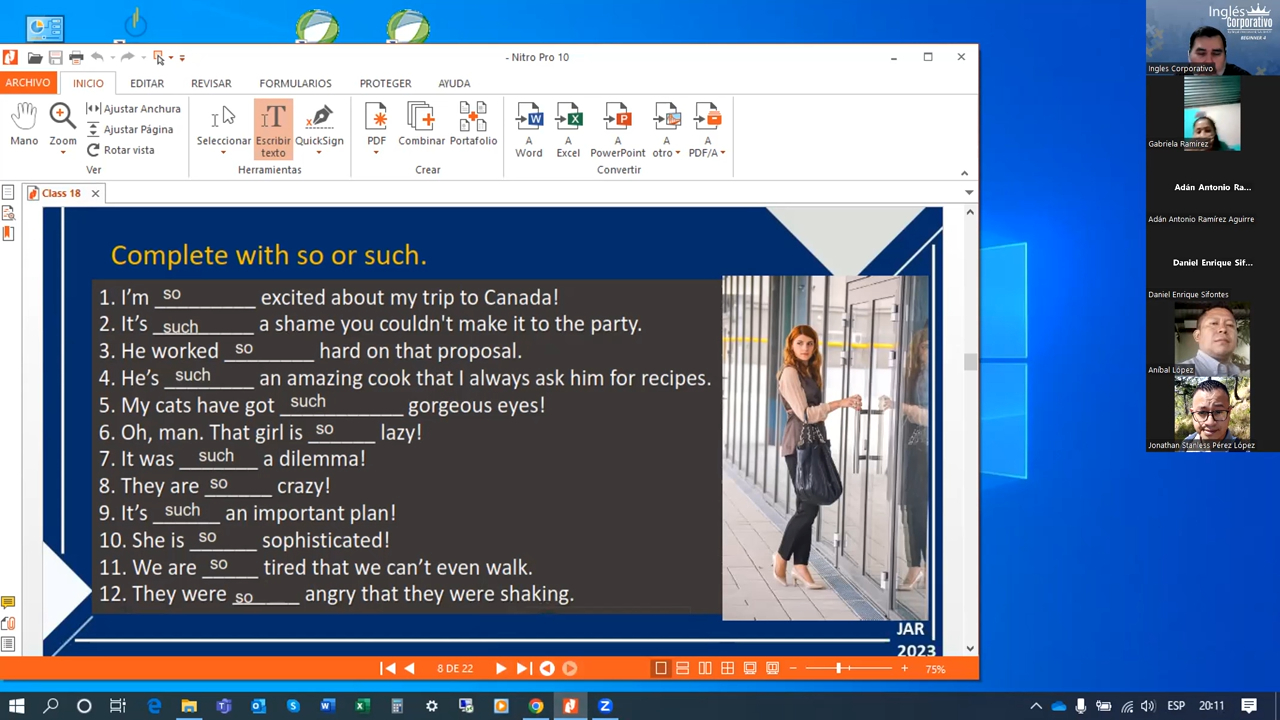 - Nitro Pro 10
ARCHIVO INICIO EDITAR REVISAR FORMULARIOS PROTEGER AYUDA
Mano
Zoom
Ajustar Anchura
Ajustar Página
Rotar vista
Ver
Seleccionar
Escribir texto
QuickSign
Herramientas
PDF
Combinar
Portafolio
Crear
A Word
A Excel
A PowerPoint
A otro
A PDF/A
Convertir
Class 18
Complete with so or such.
1. I'm so excited about my trip to Canada!
2. It's such a shame you couldn't make it to the party.
3. He worked so hard on that proposal.
4. He's such an amazing cook that I always ask him for recipes.
5. My cats have got such gorgeous eyes!
6. Oh, man. That girl is so lazy!
7. It was such a dilemma!
8. They are so crazy!
9. It's such an important plan!
10. She is so sophisticated!
11. We are so tired that we can't even walk.
12. They were so angry that they were shaking.
JAR
2023
8 DE 22
75%
Inglés
Corporativo
BEGINNER 4
Ingles Corporativo
Gabriela Ramírez
Adán Antonio Ra...
Adán Antonio Ramírez Aguirre
Daniel Enrique Sif...
Daniel Enrique Sifontes
Aníbal López
Jonathan Stanless Pérez López
ESP 20:11